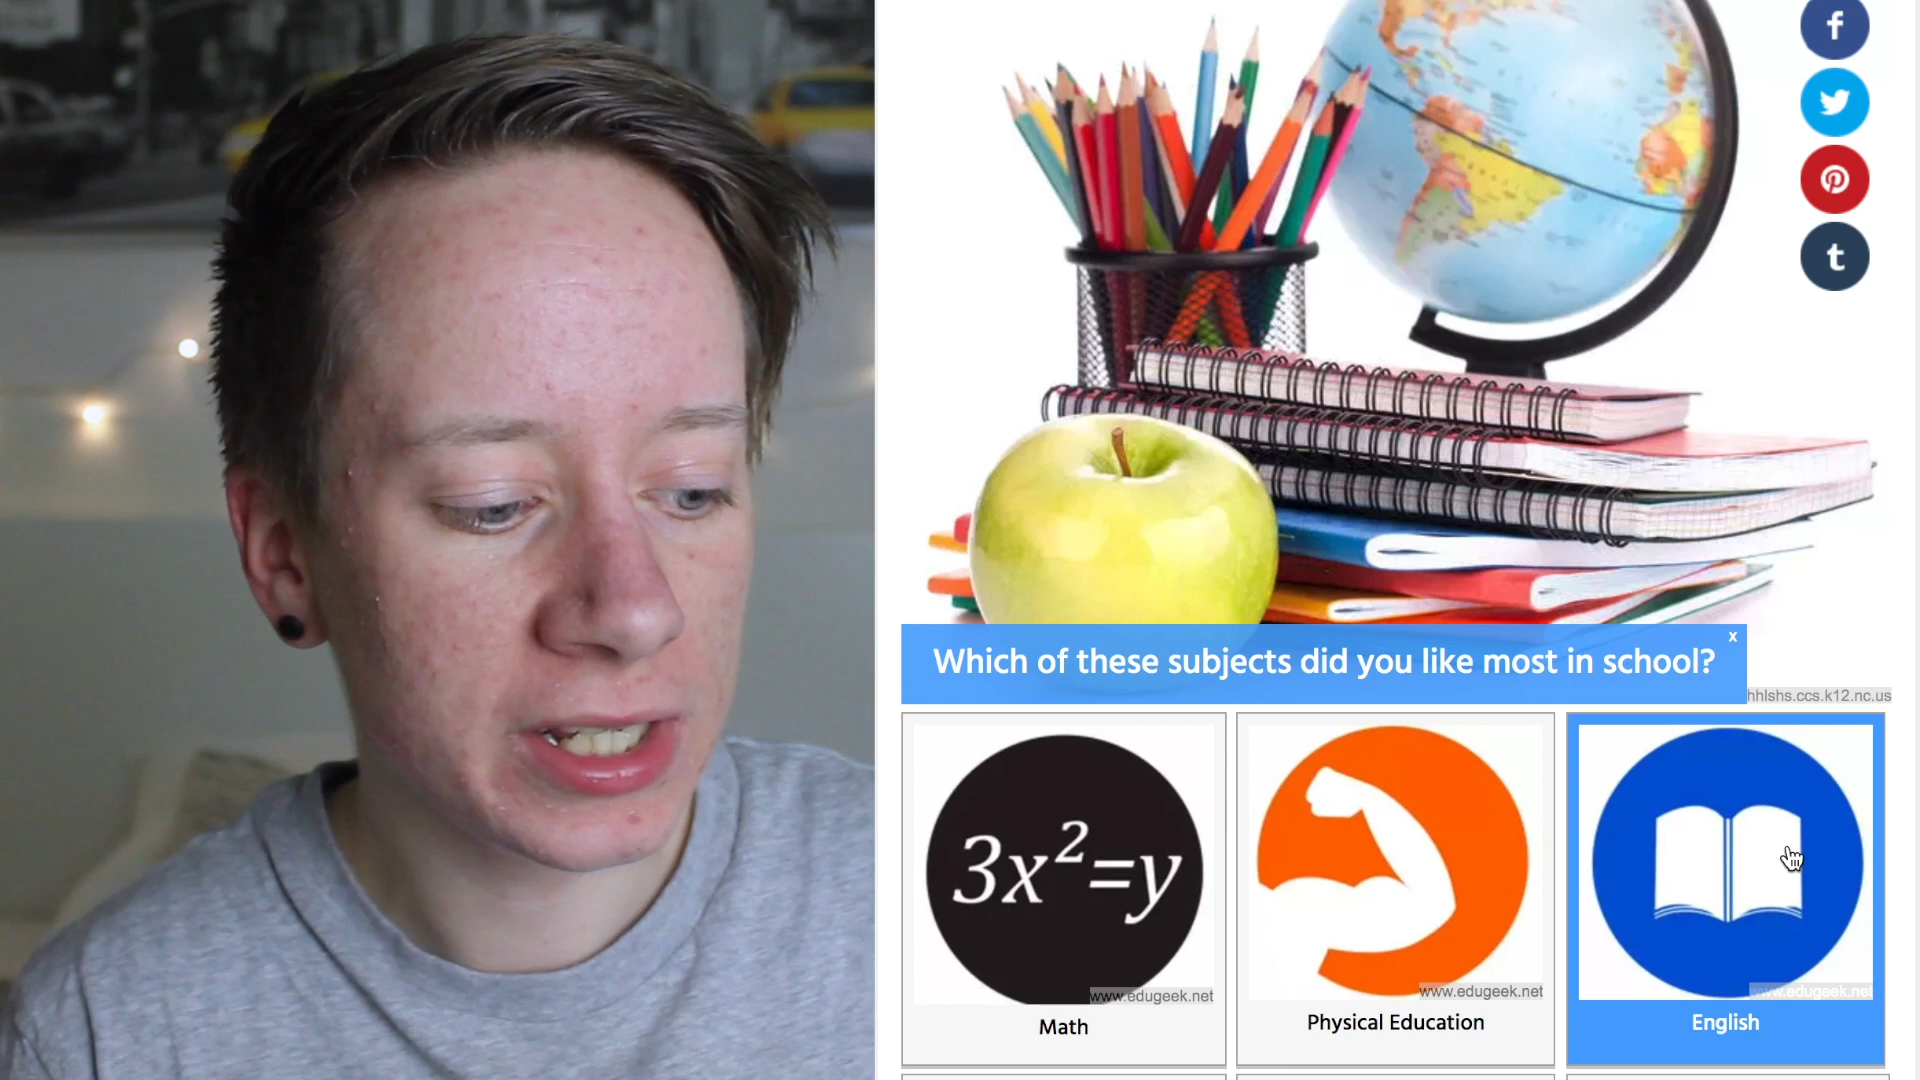 f
t
x
Which of these subjects did you like most in school?
hhlshs.ccs.k12.nc.us
3x²=y
www.edugeek.net
www.edugeek.net
www.edugeek.net
Math
Physical Education
English